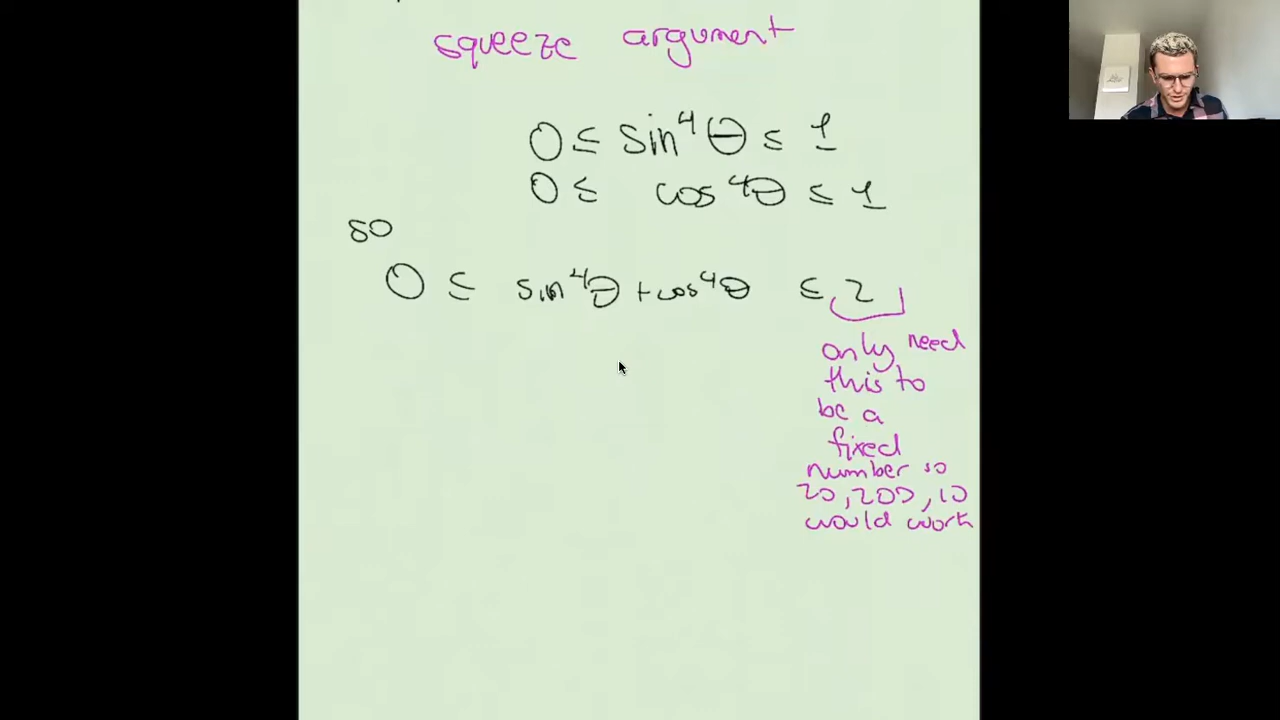 squeeze argument
0 ≤ sin⁴θ ≤ 1
0 ≤ cos⁴θ ≤ 1
so
0 ≤ sin⁴θ + cos⁴θ ≤ 2
only need
this to
be a
fixed
number so
20, 200, 10
would work